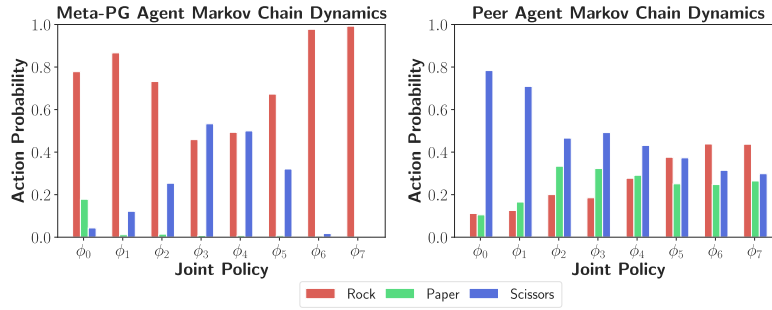 Meta-PG Agent Markov Chain Dynamics
1.0
0.8
0.6
0.4
0.2
0.0
Action Probability
ϕ0 ϕ1 ϕ2 ϕ3 ϕ4 ϕ5 ϕ6 ϕ7
Joint Policy
Peer Agent Markov Chain Dynamics
1.0
0.8
0.6
0.4
0.2
0.0
Action Probability
ϕ0 ϕ1 ϕ2 ϕ3 ϕ4 ϕ5 ϕ6 ϕ7
Joint Policy
Rock Paper Scissors